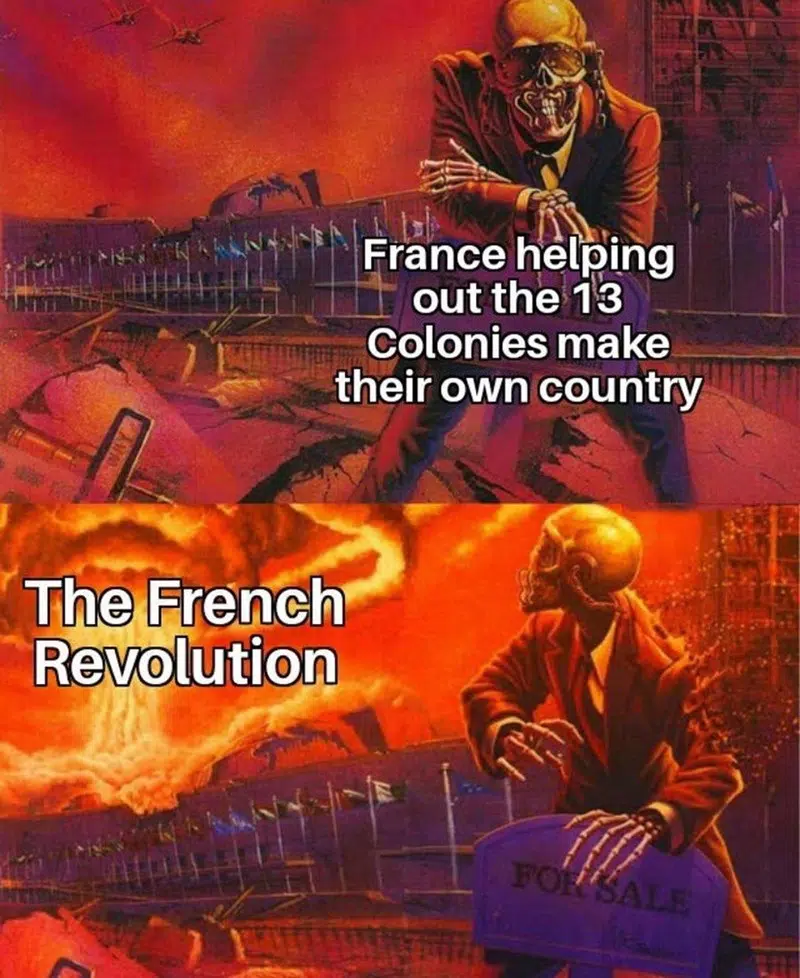 France helping
out the 13
Colonies make
their own country
The French
Revolution
FOR SALE